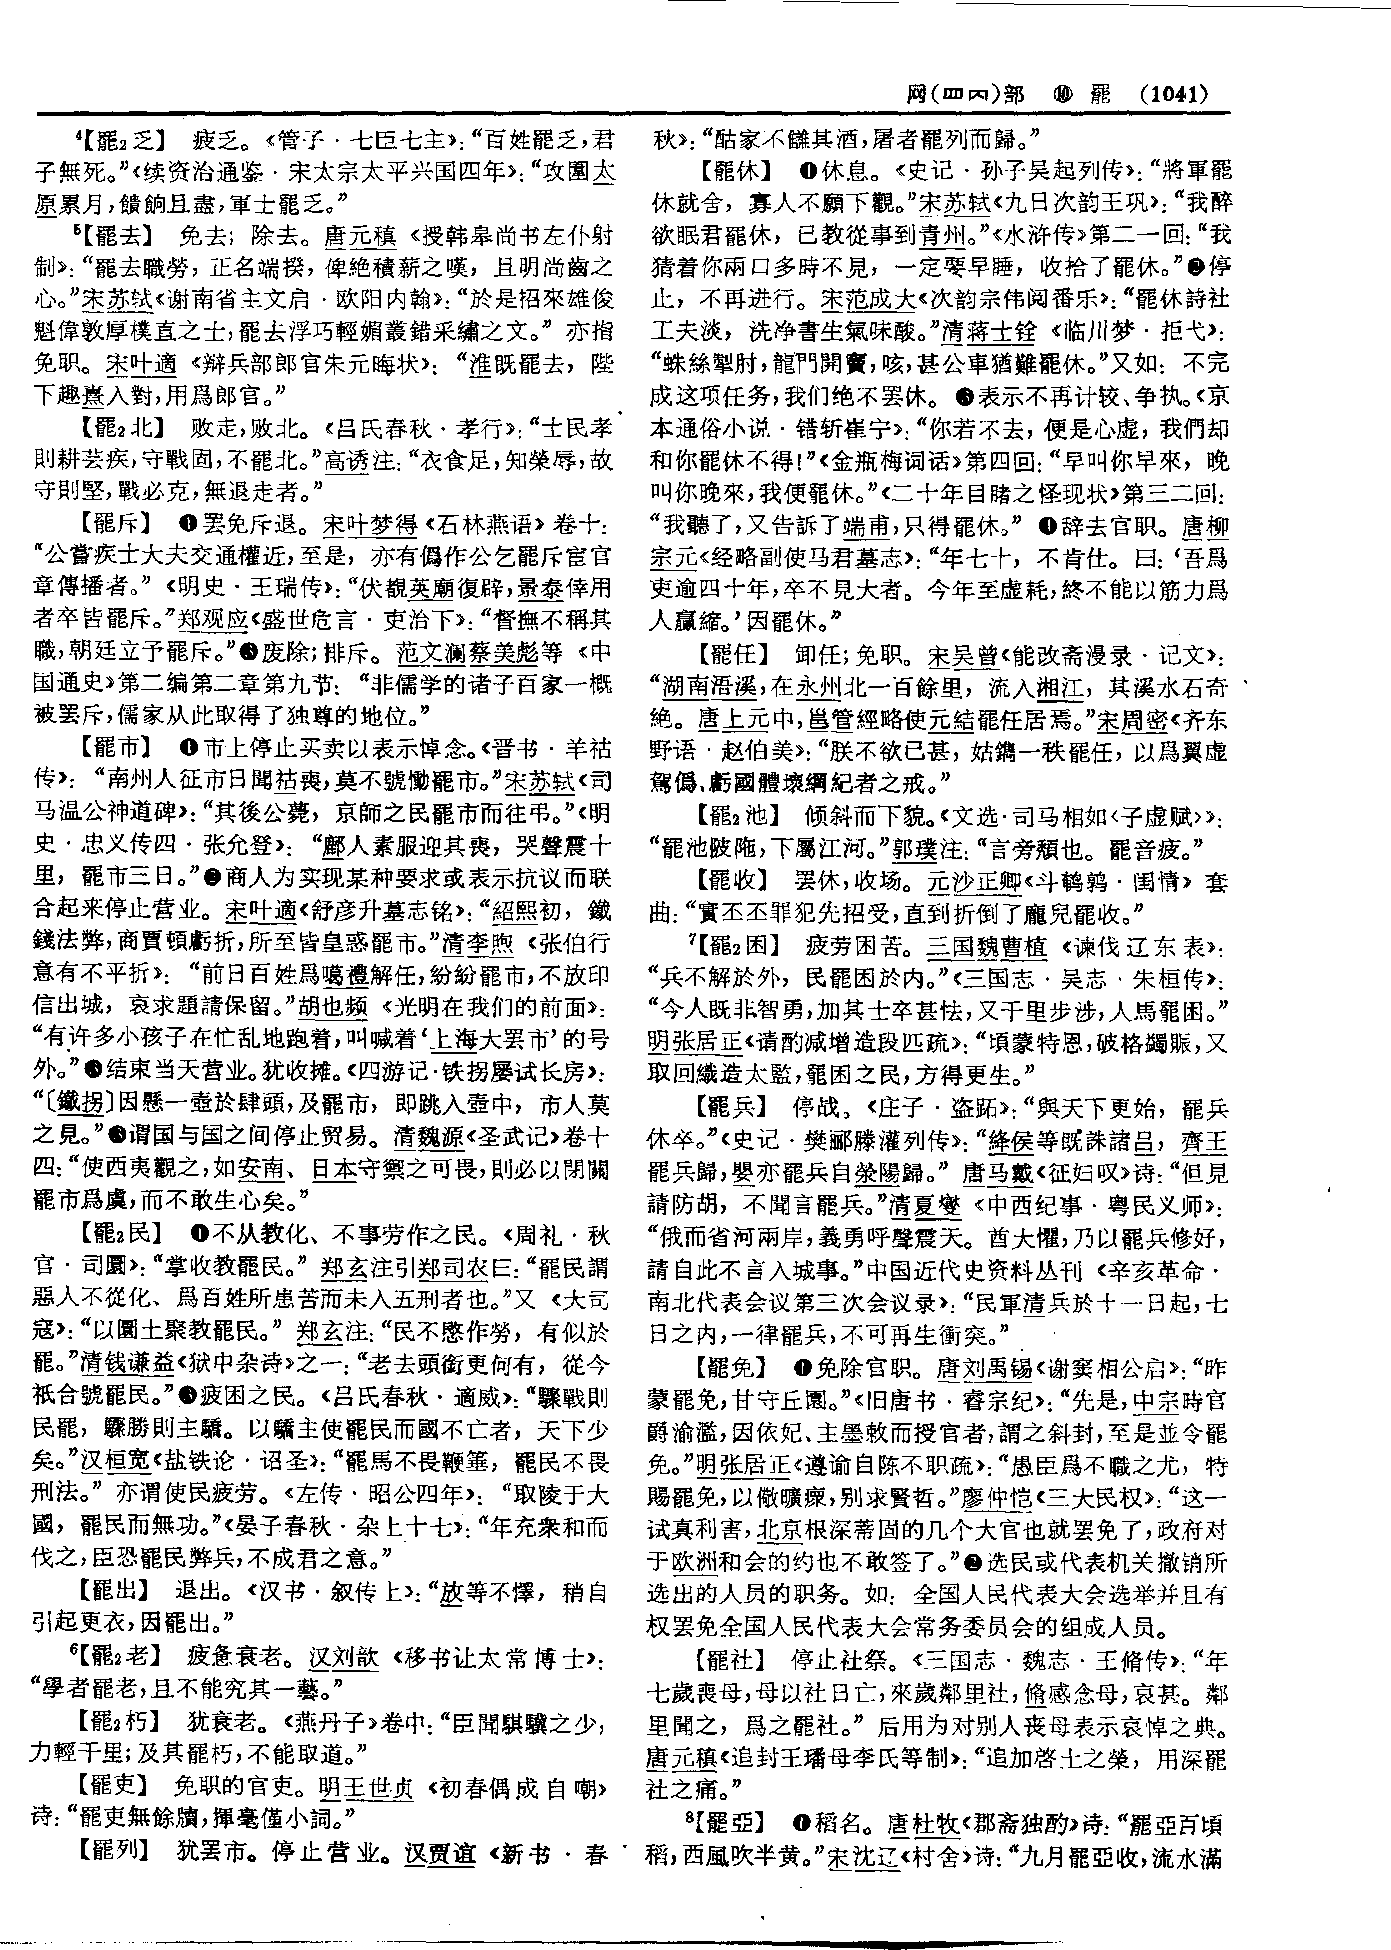 网(罒𦉪)部 ⑩ 罷 (1041)
⁴【罷₂乏】 疲乏。《管子·七臣七主》：“百姓罷乏，君
子無死。”《续资治通鉴·宋太宗太平兴国四年》：“攻圍太
原累月，饋餉且盡，軍士罷乏。”
⁵【罷去】 免去；除去。唐元稹《授韩皋尚书左仆射
制》：“罷去職勞，正名端揆，俾絶積薪之嘆，且明尚齒之
心。”宋苏轼《谢南省主文启·欧阳内翰》：“於是招來雄俊
魁偉敦厚樸直之士，罷去浮巧輕媚叢錯采繡之文。”亦指
免职。宋叶適《辩兵部郎官朱元晦状》：“淮既罷去，陛
下趣熹入對，用爲郎官。”
【罷₂北】 败走，败北。《吕氏春秋·孝行》：“士民孝
則耕芸疾，守戰固，不罷北。”高诱注：“衣食足，知榮辱，故
守則堅，戰必克，無退走者。”
【罷斥】 ❶罢免斥退。宋叶梦得《石林燕语》卷十：
“公嘗疾士大夫交通權近，至是，亦有僞作公乞罷斥宦官
章傳播者。”《明史·王瑞传》：“伏覩英廟復辟，景泰倖用
者卒皆罷斥。”郑观应《盛世危言·吏治下》：“督撫不稱其
職，朝廷立予罷斥。”❷废除；排斥。范文澜蔡美彪等《中
国通史》第二编第二章第九节：“非儒学的诸子百家一概
被罢斥，儒家从此取得了独尊的地位。”
【罷市】 ❶市上停止买卖以表示悼念。《晋书·羊祜
传》：“南州人征市日聞祜喪，莫不號慟罷市。”宋苏轼《司
马温公神道碑》：“其後公薨，京師之民罷市而往弔。”《明
史·忠义传四·张允登》：“鄜人素服迎其喪，哭聲震十
里，罷市三日。”❷商人为实现某种要求或表示抗议而联
合起来停止营业。宋叶適《舒彦升墓志铭》：“紹熙初，鐵
錢法弊，商賈頓虧折，所至皆皇惑罷市。”清李煦《张伯行
意有不平折》：“前日百姓爲噶禮解任，紛紛罷市，不放印
信出城，哀求題請保留。”胡也频《光明在我们的前面》：
“有许多小孩子在忙乱地跑着，叫喊着‘上海大罢市’的号
外。”❸结束当天营业。犹收摊。《四游记·铁拐屡试长房》：
“〔鐵拐〕因懸一壺於肆頭，及罷市，即跳入壺中，市人莫
之見。”❹谓国与国之间停止贸易。清魏源《圣武记》卷十
四：“使西夷觀之，如安南、日本守禦之可畏，則必以閉關
罷市爲虞，而不敢生心矣。”
【罷₂民】 ❶不从教化、不事劳作之民。《周礼·秋
官·司圜》：“掌收教罷民。”郑玄注引郑司农曰：“罷民謂
惡人不從化、爲百姓所患苦而未入五刑者也。”又《大司
寇》：“以圜土聚教罷民。”郑玄注：“民不愍作勞，有似於
罷。”清钱谦益《狱中杂诗》之一：“老去頭銜更何有，從今
祇合號罷民。”❷疲困之民。《吕氏春秋·適威》：“驟戰則
民罷，驟勝則主驕。以驕主使罷民而國不亡者，天下少
矣。”汉桓宽《盐铁论·诏圣》：“罷馬不畏鞭箠，罷民不畏
刑法。”亦谓使民疲劳。《左传·昭公四年》：“取陵于大
國，罷民而無功。”《晏子春秋·杂上十七》：“年充衆和而
伐之，臣恐罷民弊兵，不成君之意。”
【罷出】 退出。《汉书·叙传上》：“放等不懌，稍自
引起更衣，因罷出。”
⁶【罷₂老】 疲惫衰老。汉刘歆《移书让太常博士》：
“學者罷老，且不能究其一藝。”
【罷₂朽】 犹衰老。《燕丹子》卷中：“臣聞騏驥之少，
力輕千里；及其罷朽，不能取道。”
【罷吏】 免职的官吏。明王世贞《初春偶成自嘲》
诗：“罷吏無餘牘，揮毫僅小詞。”
【罷列】 犹罢市。停止营业。汉贾谊《新书·春
秋》：“酤家不讎其酒，屠者罷列而歸。”
【罷休】 ❶休息。《史记·孙子吴起列传》：“將軍罷
休就舍，寡人不願下觀。”宋苏轼《九日次韵王巩》：“我醉
欲眠君罷休，已教從事到青州。”《水浒传》第二一回：“我
猜着你兩口多時不見，一定要早睡，收拾了罷休。”❷停
止，不再进行。宋范成大《次韵宗伟阅番乐》：“罷休詩社
工夫淡，洗净書生氣味酸。”清蒋士铨《临川梦·拒弋》：
“蛛絲掣肘，龍門開竇，咳，甚公車猶難罷休。”又如：不完
成这项任务，我们绝不罢休。❸表示不再计较、争执。《京
本通俗小说·错斩崔宁》：“你若不去，便是心虚，我們却
和你罷休不得！”《金瓶梅词话》第四回：“早叫你早來，晚
叫你晚來，我便罷休。”《二十年目睹之怪现状》第三二回：
“我聽了，又告訴了端甫，只得罷休。”❹辞去官职。唐柳
宗元《经略副使马君墓志》：“年七十，不肯仕。曰：‘吾爲
吏逾四十年，卒不見大者。今年至虚耗，終不能以筋力爲
人赢縮。’因罷休。”
【罷任】 卸任；免职。宋吴曾《能改斋漫录·记文》：
“湖南浯溪，在永州北一百餘里，流入湘江，其溪水石奇
絶。唐上元中，邕管經略使元結罷任居焉。”宋周密《齐东
野语·赵伯美》：“朕不欲已甚，姑鐫一秩罷任，以爲翼虚
駕僞、虧國體壞綱紀者之戒。”
【罷₂池】 倾斜而下貌。《文选·司马相如〈子虚赋〉》：
“罷池陂陁，下屬江河。”郭璞注：“言旁穨也。罷音疲。”
【罷收】 罢休，收场。元沙正卿《斗鹌鹑·闺情》套
曲：“實丕丕罪犯先招受，直到折倒了龐兒罷收。”
⁷【罷₂困】 疲劳困苦。三国魏曹植《谏伐辽东表》：
“兵不解於外，民罷困於内。”《三国志·吴志·朱桓传》：
“今人既非智勇，加其士卒甚怯，又千里步涉，人馬罷困。”
明张居正《请酌减增造段匹疏》：“頃蒙特恩，破格蠲賑，又
取回織造太監，罷困之民，方得更生。”
【罷兵】 停战。《庄子·盗跖》：“與天下更始，罷兵
休卒。”《史记·樊郦滕灌列传》：“絳侯等既誅諸吕，齊王
罷兵歸，嬰亦罷兵自滎陽歸。”唐马戴《征妇叹》诗：“但見
請防胡，不聞言罷兵。”清夏燮《中西纪事·粤民义师》：
“俄而省河兩岸，義勇呼聲震天。酋大懼，乃以罷兵修好，
請自此不言入城事。”中国近代史资料丛刊《辛亥革命·
南北代表会议第三次会议录》：“民軍清兵於十一日起，七
日之内，一律罷兵，不可再生衝突。”
【罷免】 ❶免除官职。唐刘禹锡《谢窦相公启》：“昨
蒙罷免，甘守丘園。”《旧唐书·睿宗纪》：“先是，中宗時官
爵渝濫，因依妃、主墨敕而授官者，謂之斜封，至是並令罷
免。”明张居正《遵谕自陈不职疏》：“愚臣爲不職之尤，特
賜罷免，以儆曠瘝，别求賢哲。”廖仲恺《三大民权》：“这一
试真利害，北京根深蒂固的几个大官也就罢免了，政府对
于欧洲和会的约也不敢签了。”❷选民或代表机关撤销所
选出的人员的职务。如：全国人民代表大会选举并且有
权罢免全国人民代表大会常务委员会的组成人员。
【罷社】 停止社祭。《三国志·魏志·王脩传》：“年
七歲喪母，母以社日亡，來歲鄰里社，脩感念母，哀甚。鄰
里聞之，爲之罷社。”后用为对别人丧母表示哀悼之典。
唐元稹《追封王璠母李氏等制》：“追加啓土之榮，用深罷
社之痛。”
⁸【罷亞】 ❶稻名。唐杜牧《郡斋独酌》诗：“罷亞百頃
稻，西風吹半黄。”宋沈辽《村舍》诗：“九月罷亞收，流水滿